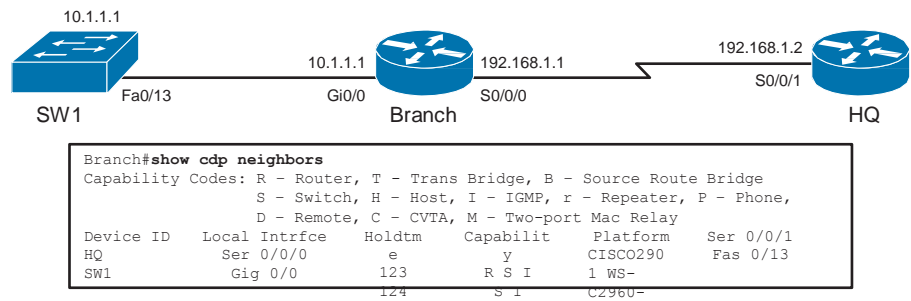 10.1.1.1
10.1.1.1
192.168.1.1
192.168.1.2
Fa0/13
Gi0/0
S0/0/0
S0/0/1
SW1
Branch
HQ
Branch#show cdp neighbors
Capability Codes: R – Router, T – Trans Bridge, B – Source Route Bridge
S – Switch, H – Host, I – IGMP, r – Repeater, P – Phone,
D – Remote, C – CVTA, M – Two-port Mac Relay
Device ID Local Intrfce Holdtm Capabilit Platform Ser 0/0/1
HQ Ser 0/0/0 e y CISCO290 Fas 0/13
SW1 Gig 0/0 123 R S I 1 WS-
124 S I C2960-